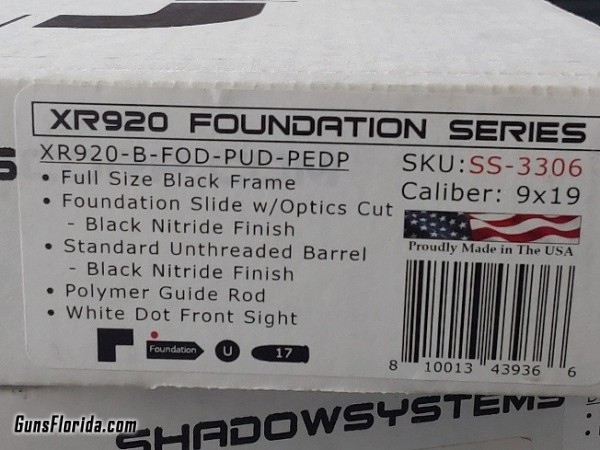 XR920 FOUNDATION SERIES
XR920-B-FOD-PUD-PEDP
• Full Size Black Frame
• Foundation Slide w/Optics Cut
- Black Nitride Finish
• Standard Unthreaded Barrel
- Black Nitride Finish
• Polymer Guide Rod
• White Dot Front Sight
Foundation U 17
SKU:SS-3306
Caliber: 9x19
Proudly Made in The USA
8 10013 43936 6
SHADOWSYSTEMS
GunsFlorida.com